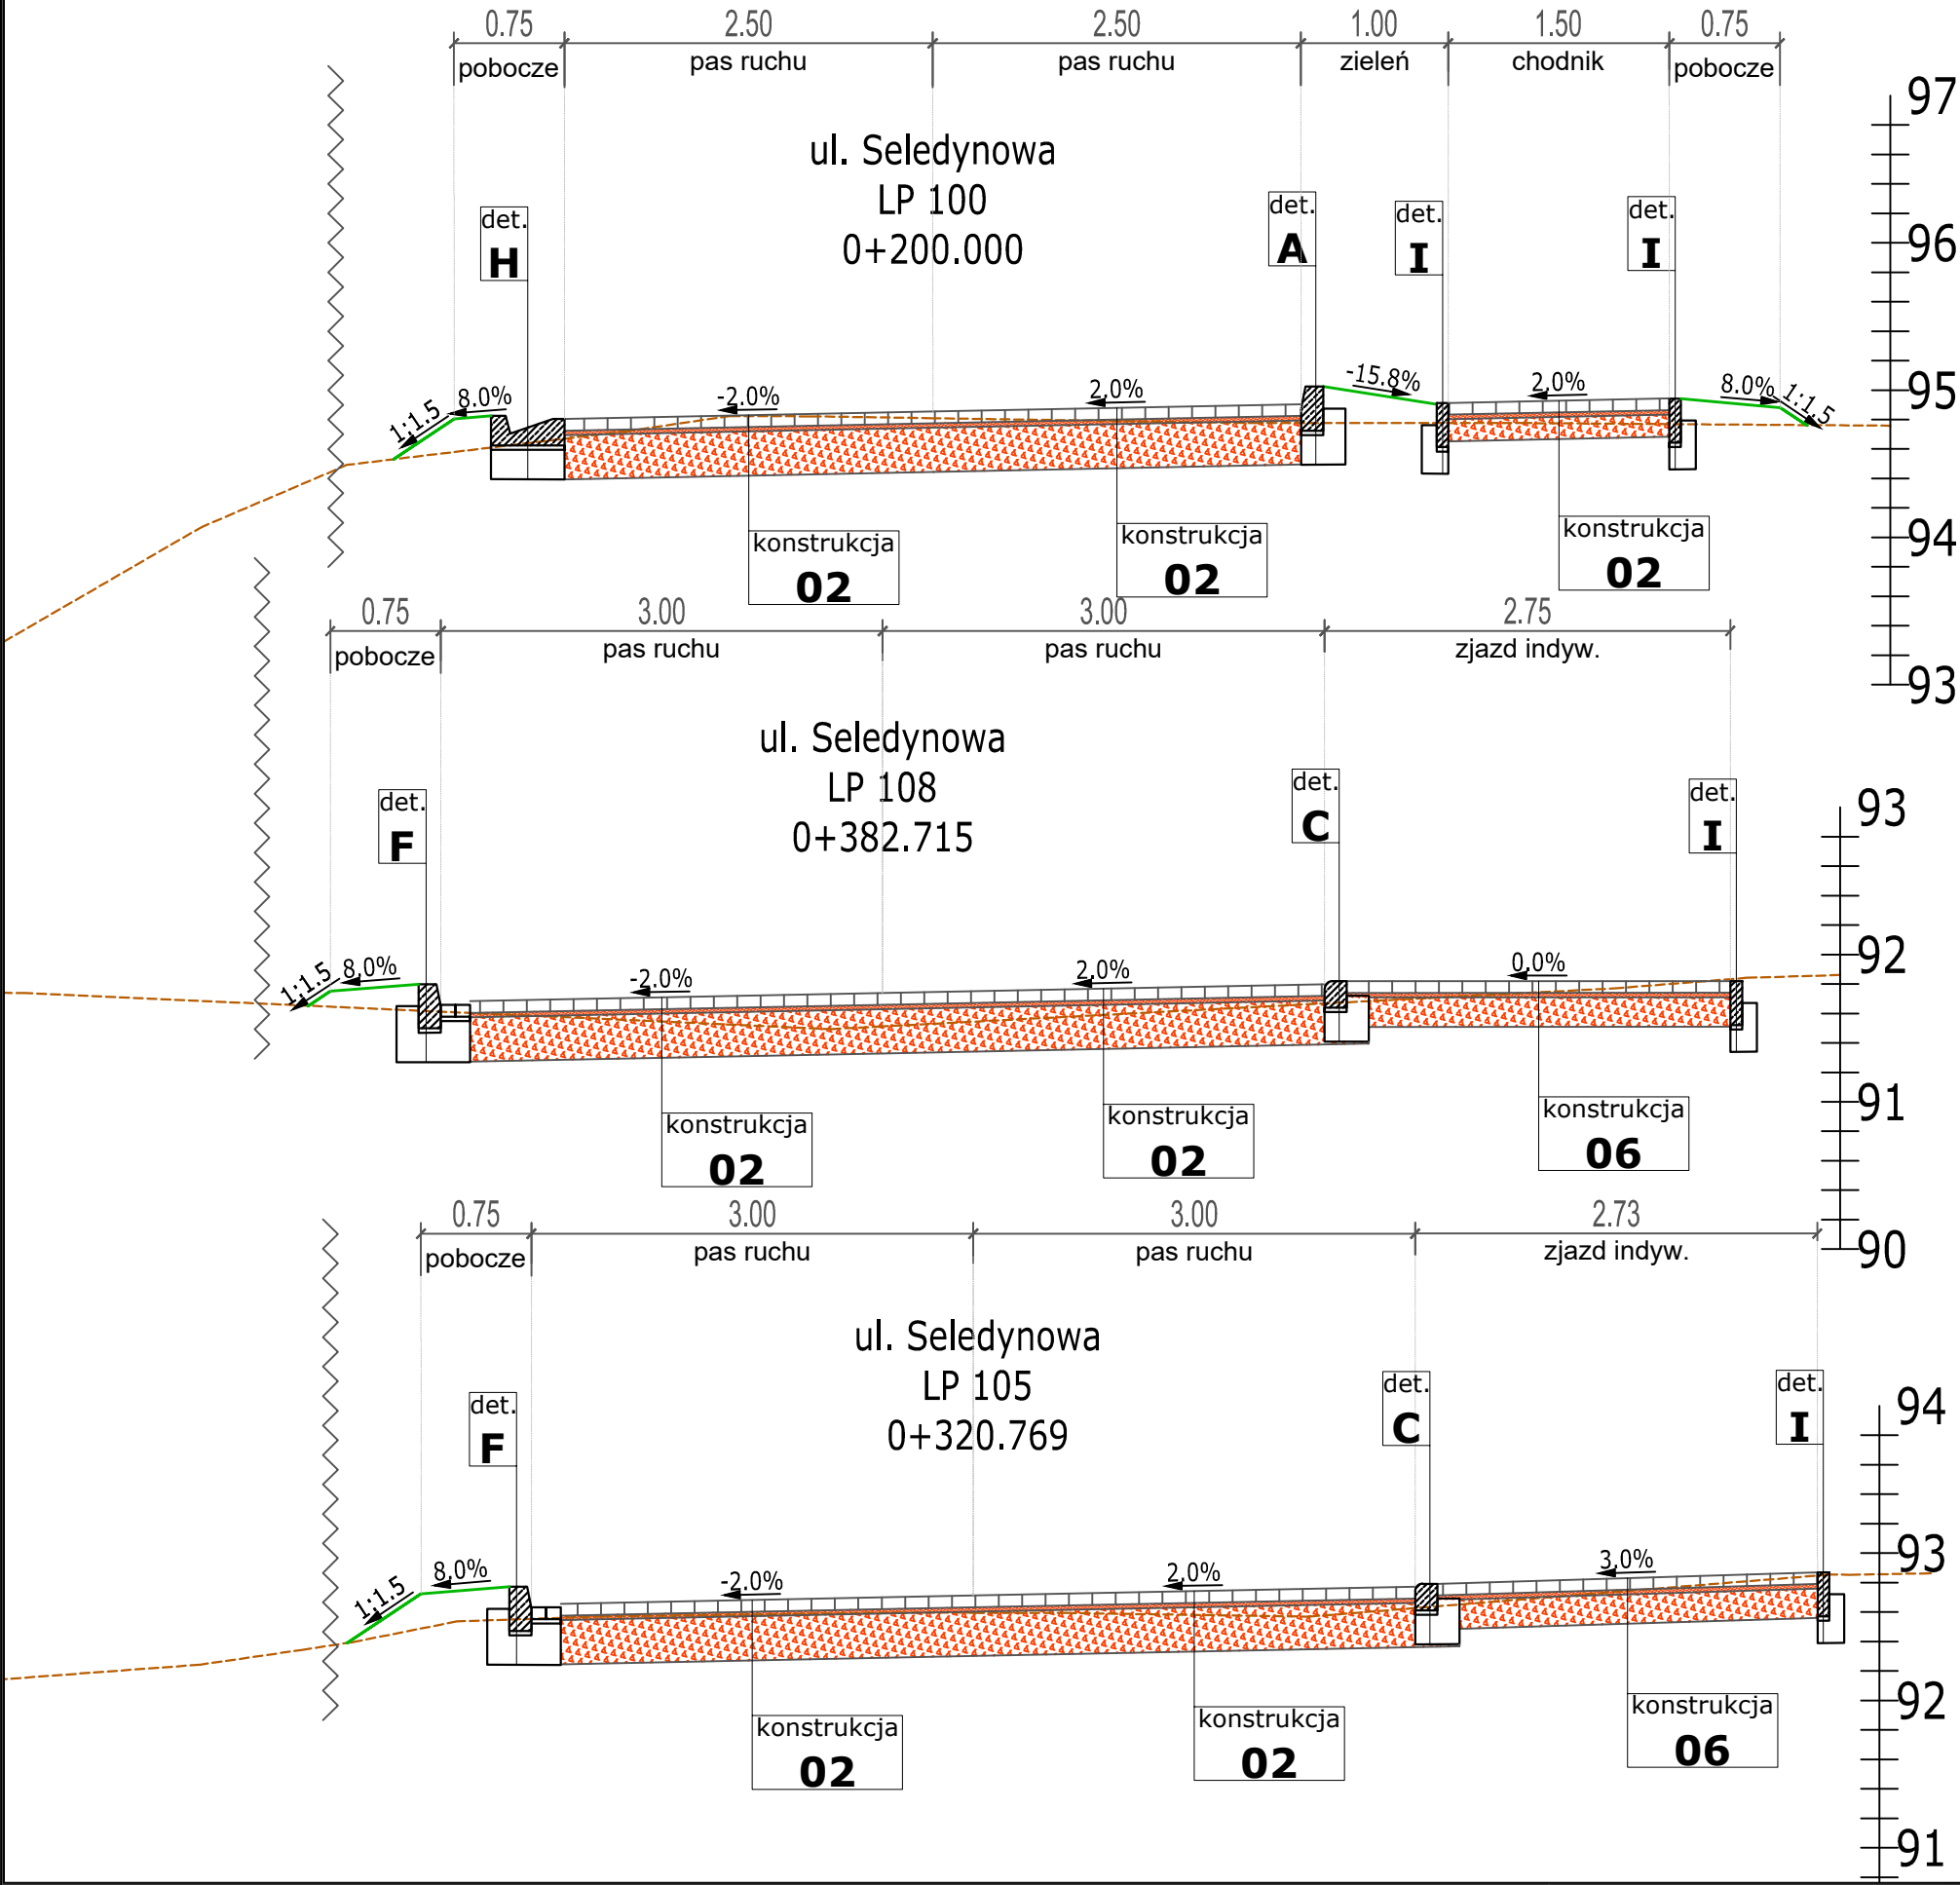 0.75 2.50 2.50 1.00 1.50 0.75
pobocze pas ruchu pas ruchu zieleń chodnik pobocze
97
ul. Seledynowa
LP 100
0+200.000
det.
H
det.
A
det.
I
det.
I
96
1:1.5 8.0% -2.0% 2.0% -15.8% 2.0% 8.0% 1:1.5
95
konstrukcja
02
konstrukcja
02
konstrukcja
02
94
93
0.75 3.00 3.00 2.75
pobocze pas ruchu pas ruchu zjazd indyw.
ul. Seledynowa
LP 108
0+382.715
det.
F
det.
C
det.
I
93
1:1.5 8.0% -2.0% 2.0% 0.0%
92
konstrukcja
02
konstrukcja
02
konstrukcja
06
91
90
0.75 3.00 3.00 2.73
pobocze pas ruchu pas ruchu zjazd indyw.
ul. Seledynowa
LP 105
0+320.769
det.
F
det.
C
det.
I
94
1:1.5 8.0% -2.0% 2.0% 3.0%
93
konstrukcja
02
konstrukcja
02
konstrukcja
06
92
91